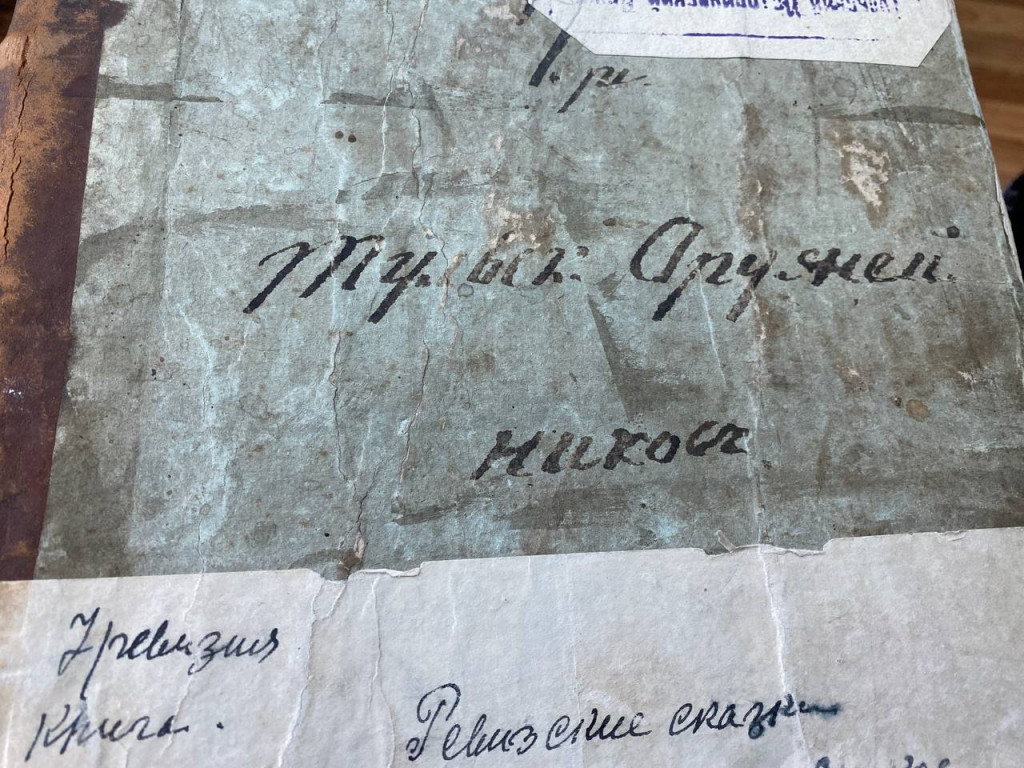 1. р.
Тульск. Оружей
ников
7 ревизия
Книга.
Ревизские сказки